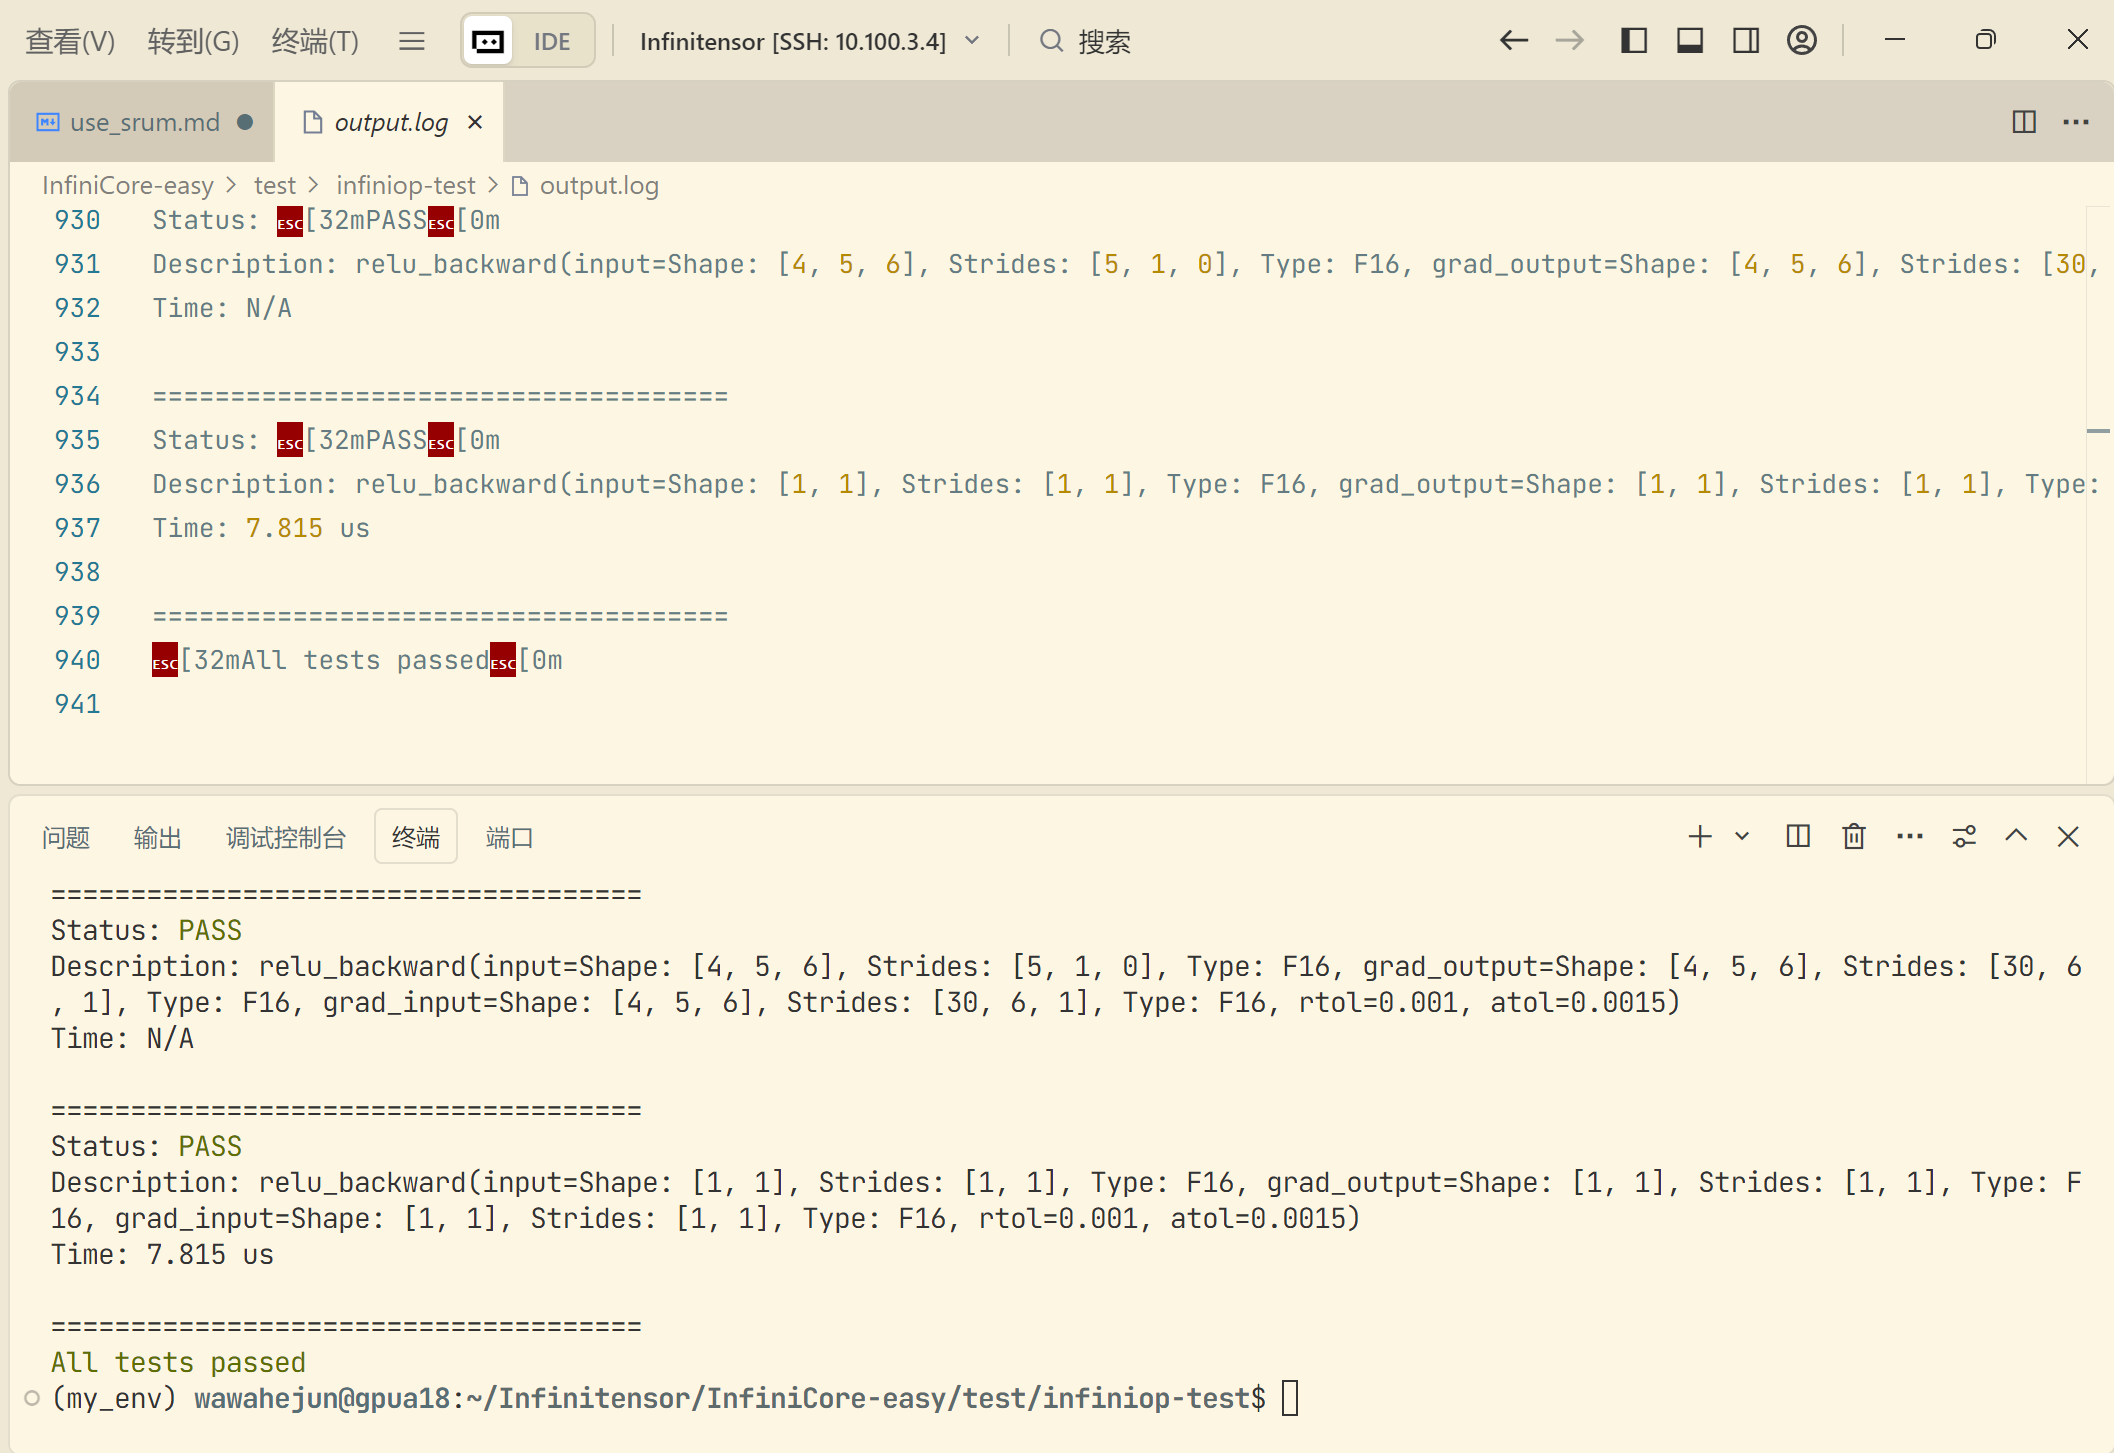 查看(V) 转到(G) 终端(T) IDE Infinitensor [SSH: 10.100.3.4] 搜索
use_srum.md output.log
InfiniCore-easy > test > infiniop-test > output.log
930 Status: ESC[32mPASSESC[0m
931 Description: relu_backward(input=Shape: [4, 5, 6], Strides: [5, 1, 0], Type: F16, grad_output=Shape: [4, 5, 6], Strides: [30,
932 Time: N/A
933
934 =====================================
935 Status: ESC[32mPASSESC[0m
936 Description: relu_backward(input=Shape: [1, 1], Strides: [1, 1], Type: F16, grad_output=Shape: [1, 1], Strides: [1, 1], Type:
937 Time: 7.815 us
938
939 =====================================
940 ESC[32mAll tests passedESC[0m
941
问题 输出 调试控制台 终端 端口
=====================================
Status: PASS
Description: relu_backward(input=Shape: [4, 5, 6], Strides: [5, 1, 0], Type: F16, grad_output=Shape: [4, 5, 6], Strides: [30, 6
, 1], Type: F16, grad_input=Shape: [4, 5, 6], Strides: [30, 6, 1], Type: F16, rtol=0.001, atol=0.0015)
Time: N/A
=====================================
Status: PASS
Description: relu_backward(input=Shape: [1, 1], Strides: [1, 1], Type: F16, grad_output=Shape: [1, 1], Strides: [1, 1], Type: F
16, grad_input=Shape: [1, 1], Strides: [1, 1], Type: F16, rtol=0.001, atol=0.0015)
Time: 7.815 us
=====================================
All tests passed
(my_env) wawahejun@gpua18:~/Infinitensor/InfiniCore-easy/test/infiniop-test$